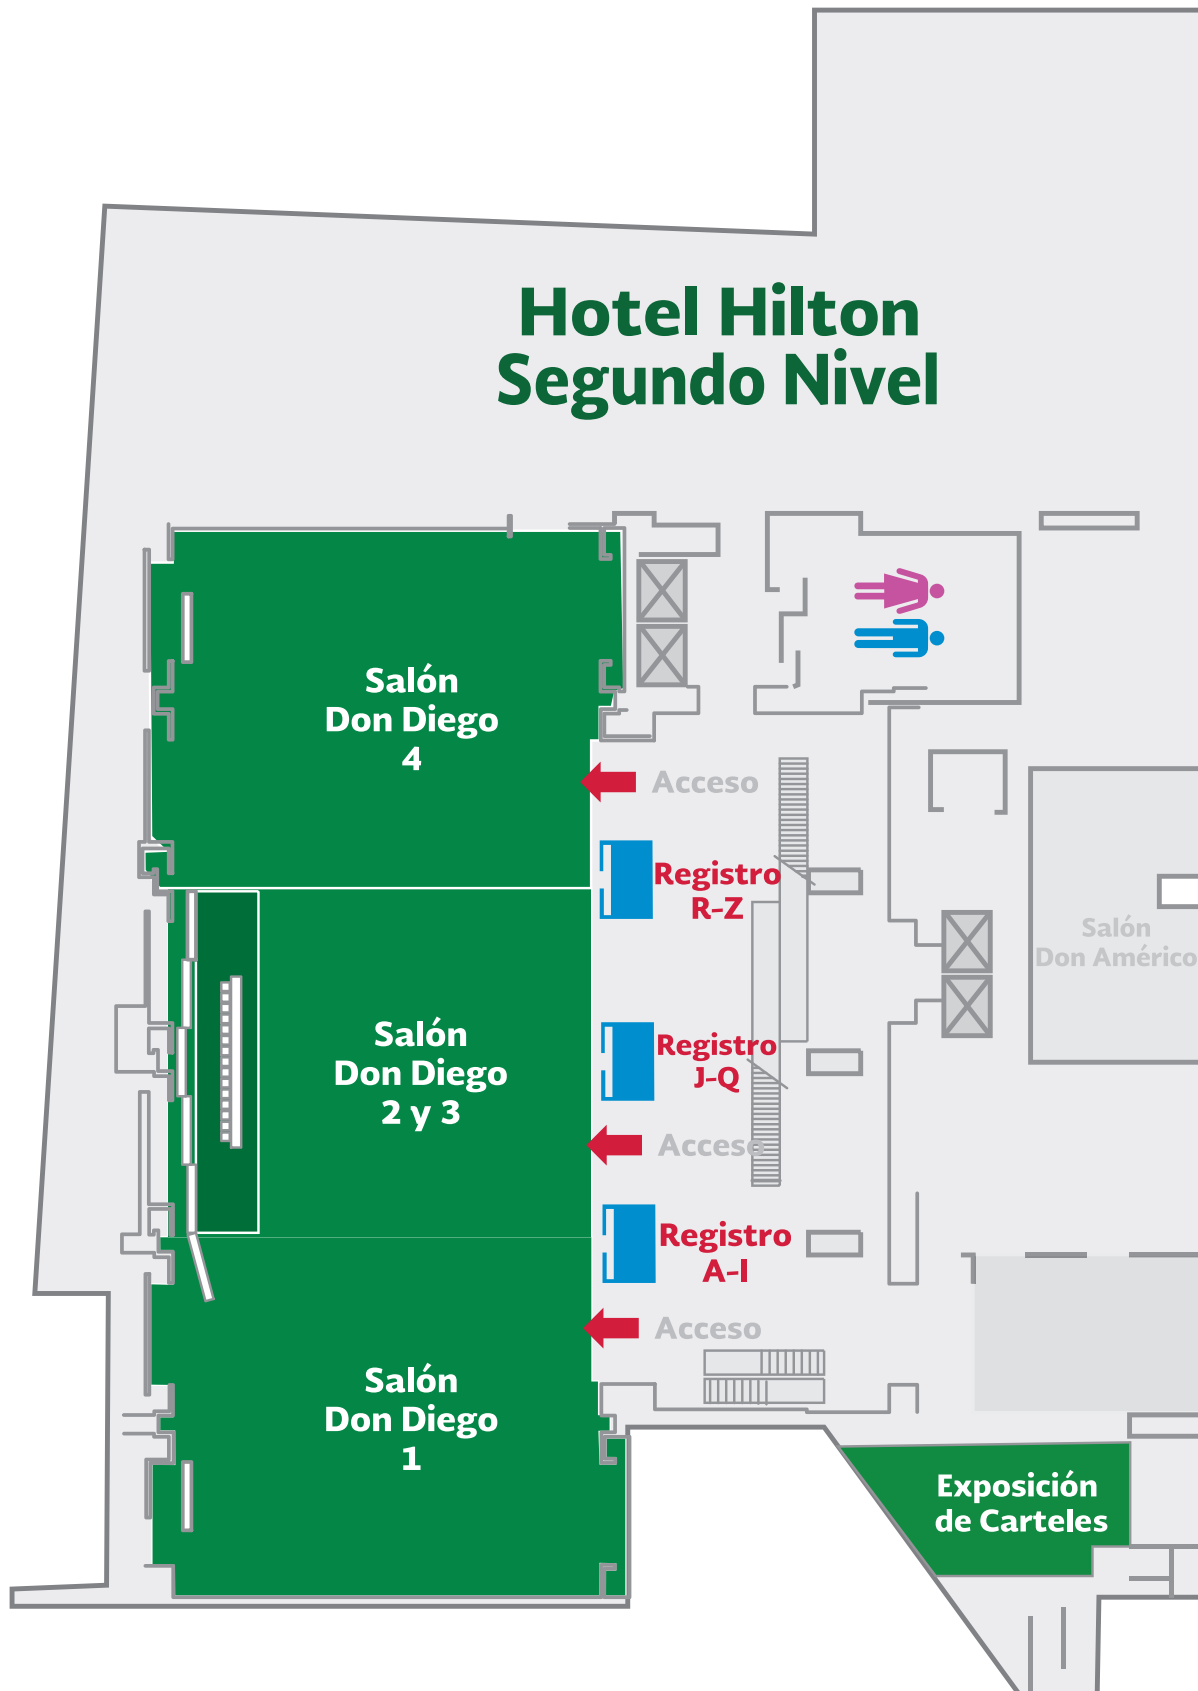 Hotel Hilton
Segundo Nivel
Salón
Don Diego
4
Acceso
Registro
R-Z
Salón
Don Américo
Salón
Don Diego
2 y 3
Registro
J-Q
Acceso
Registro
A-I
Acceso
Salón
Don Diego
1
Exposición
de Carteles